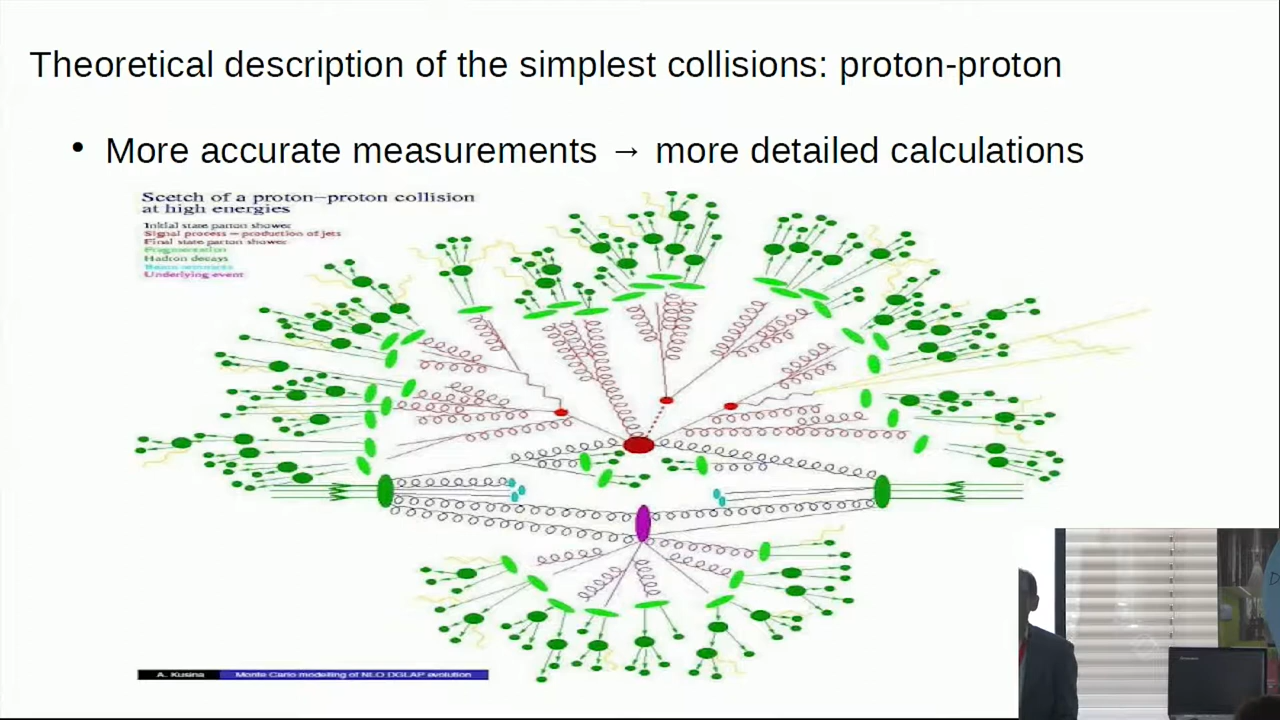 Theoretical description of the simplest collisions: proton-proton
• More accurate measurements → more detailed calculations
Scetch of a proton–proton collision
at high energies
Initial state parton shower
Signal process – production of jets
Final state parton shower
Fragmentation
Hadron decays
Beam remnants
Underlying event
A. Kusina
Monte Carlo modelling of NLO DGLAP evolution